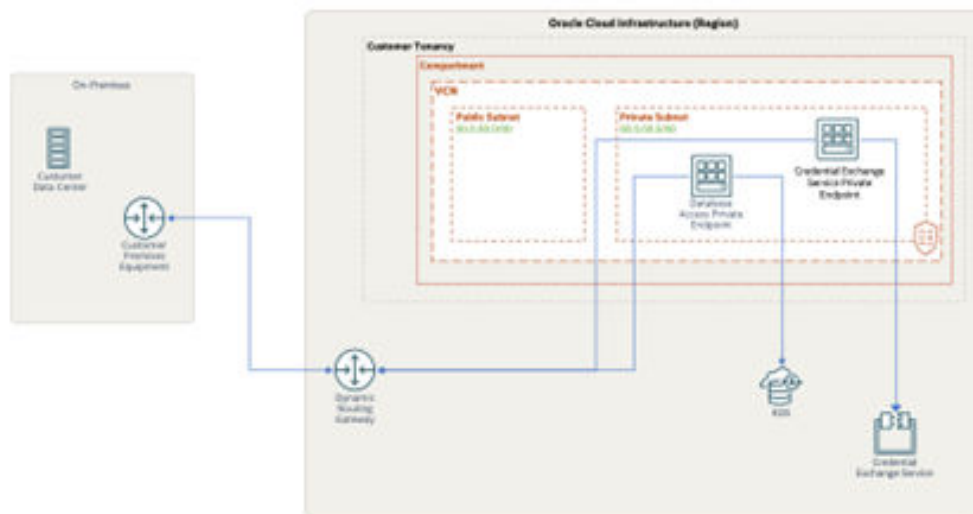 Oracle Cloud Infrastructure (Region)
Customer Tenancy
Compartment
VCN
On-Premises
Public Subnet
Private Subnet
Customer
Data Center
Credential Exchange
Service Private
Endpoint
Database
Access Private
Endpoint
Customer
Premises
Equipment
Dynamic
Routing
Gateway
Credential
Exchange Service